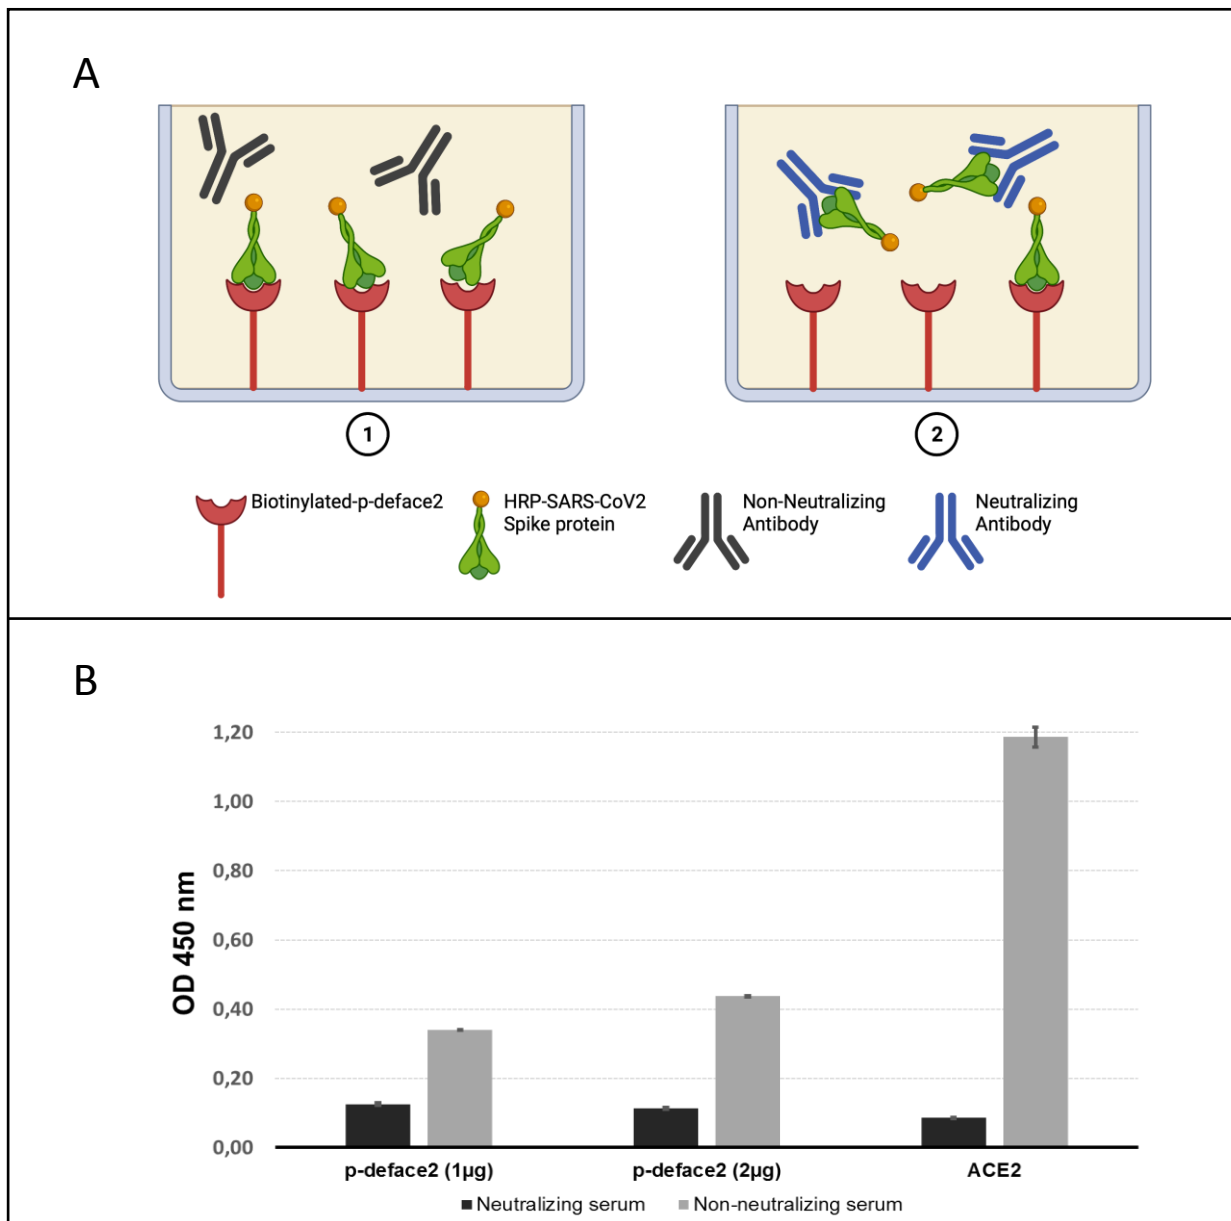 A
1
2
Biotinylated-p-deface2
HRP-SARS-CoV2
Spike protein
Non-Neutralizing
Antibody
Neutralizing
Antibody
B
OD 450 nm
1,20
1,00
0,80
0,60
0,40
0,20
0,00
p-deface2 (1µg)
p-deface2 (2µg)
ACE2
Neutralizing serum
Non-neutralizing serum